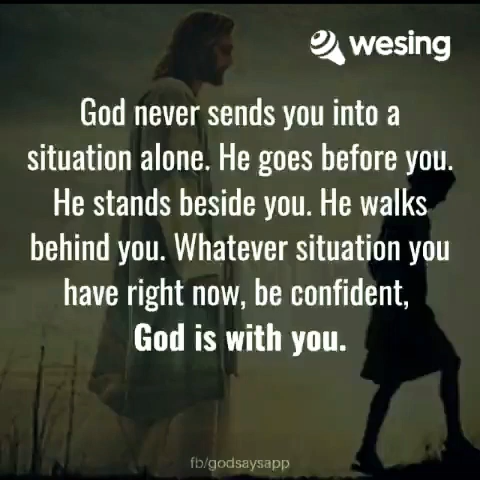 wesing
God never sends you into a
situation alone. He goes before you.
He stands beside you. He walks
behind you. Whatever situation you
have right now, be confident,
God is with you.
fb/godsaysapp